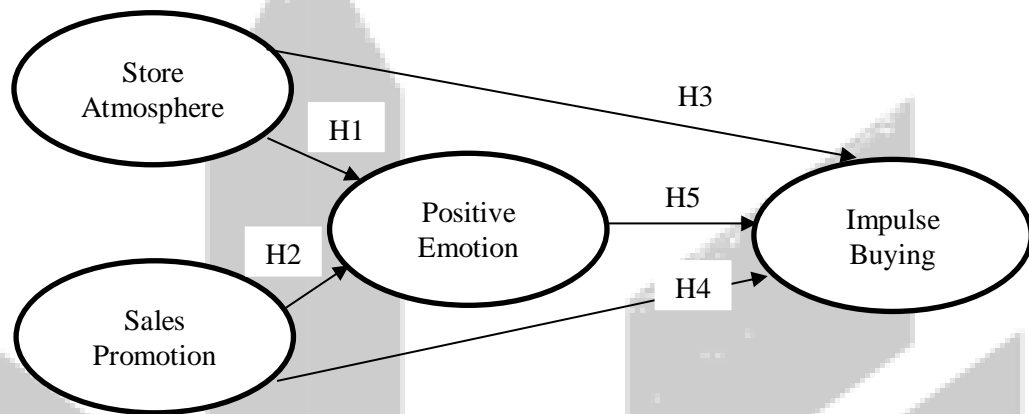 Store
Atmosphere
H3
H1
Positive
Emotion
H5
Impulse
Buying
H2
H4
Sales
Promotion